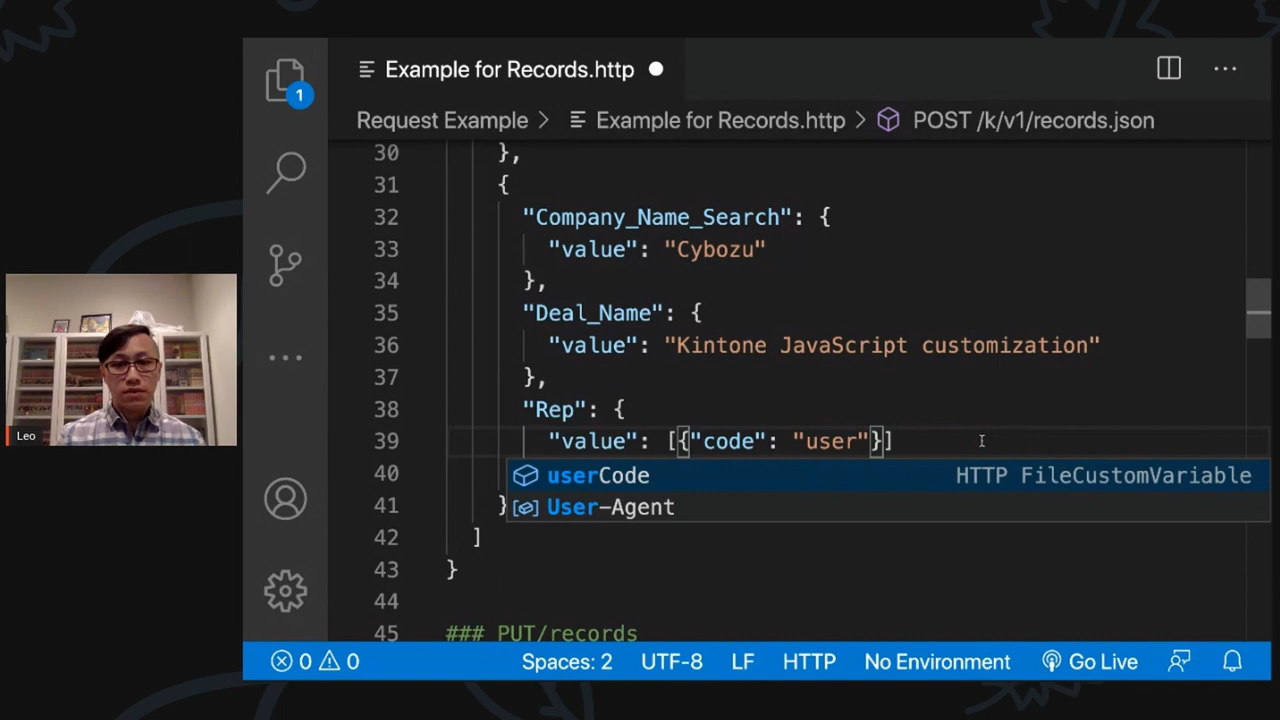 Example for Records.http
1
Request Example > Example for Records.http > POST /k/v1/records.json
30 },
31 {
32 "Company_Name_Search": {
33 "value": "Cybozu"
34 },
35 "Deal_Name": {
36 "value": "Kintone JavaScript customization"
37 },
38 "Rep": {
39 "value": [{"code": "user"}]
40
userCode HTTP FileCustomVariable
41 }
User-Agent
42 ]
43 }
44
45 ### PUT/records
Leo
0 0 Spaces: 2 UTF-8 LF HTTP No Environment Go Live